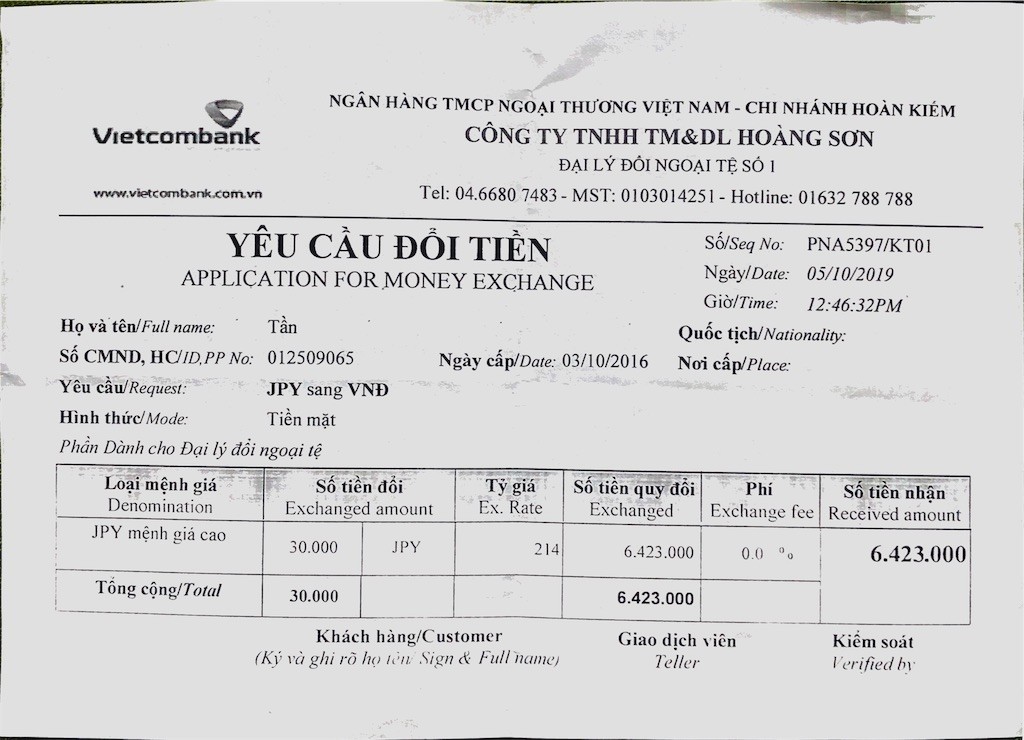 NGÂN HÀNG TMCP NGOẠI THƯƠNG VIỆT NAM - CHI NHÁNH HOÀN KIẾM
Vietcombank
CÔNG TY TNHH TM&DL HOÀNG SƠN
ĐẠI LÝ ĐỔI NGOẠI TỆ SỐ 1
www.vietcombank.com.vn
Tel: 04.6680 7483 - MST: 0103014251 - Hotline: 01632 788 788
YÊU CẦU ĐỔI TIỀN
APPLICATION FOR MONEY EXCHANGE
Số/Seq No: PNA5397/KT01
Ngày/Date: 05/10/2019
Giờ/Time: 12:46:32PM
Họ và tên/Full name: Tần
Quốc tịch/Nationality:
Số CMND, HC/ID,PP No: 012509065 Ngày cấp/Date: 03/10/2016 Nơi cấp/Place:
Yêu cầu/Request: JPY sang VNĐ
Hình thức/Mode: Tiền mặt
Phần Dành cho Đại lý đổi ngoại tệ
Loại mệnh giá Số tiền đổi Tỷ giá Số tiền quy đổi Phí Số tiền nhận
Denomination Exchanged amount Ex. Rate Exchanged Exchange fee Received amount
JPY mệnh giá cao 30.000 JPY 214 6.423.000 0.0 % 6.423.000
Tổng cộng/Total 30.000 6.423.000
Khách hàng/Customer Giao dịch viên Kiểm soát
(Ký và ghi rõ họ tên/ Sign & Full name) Teller Verified by